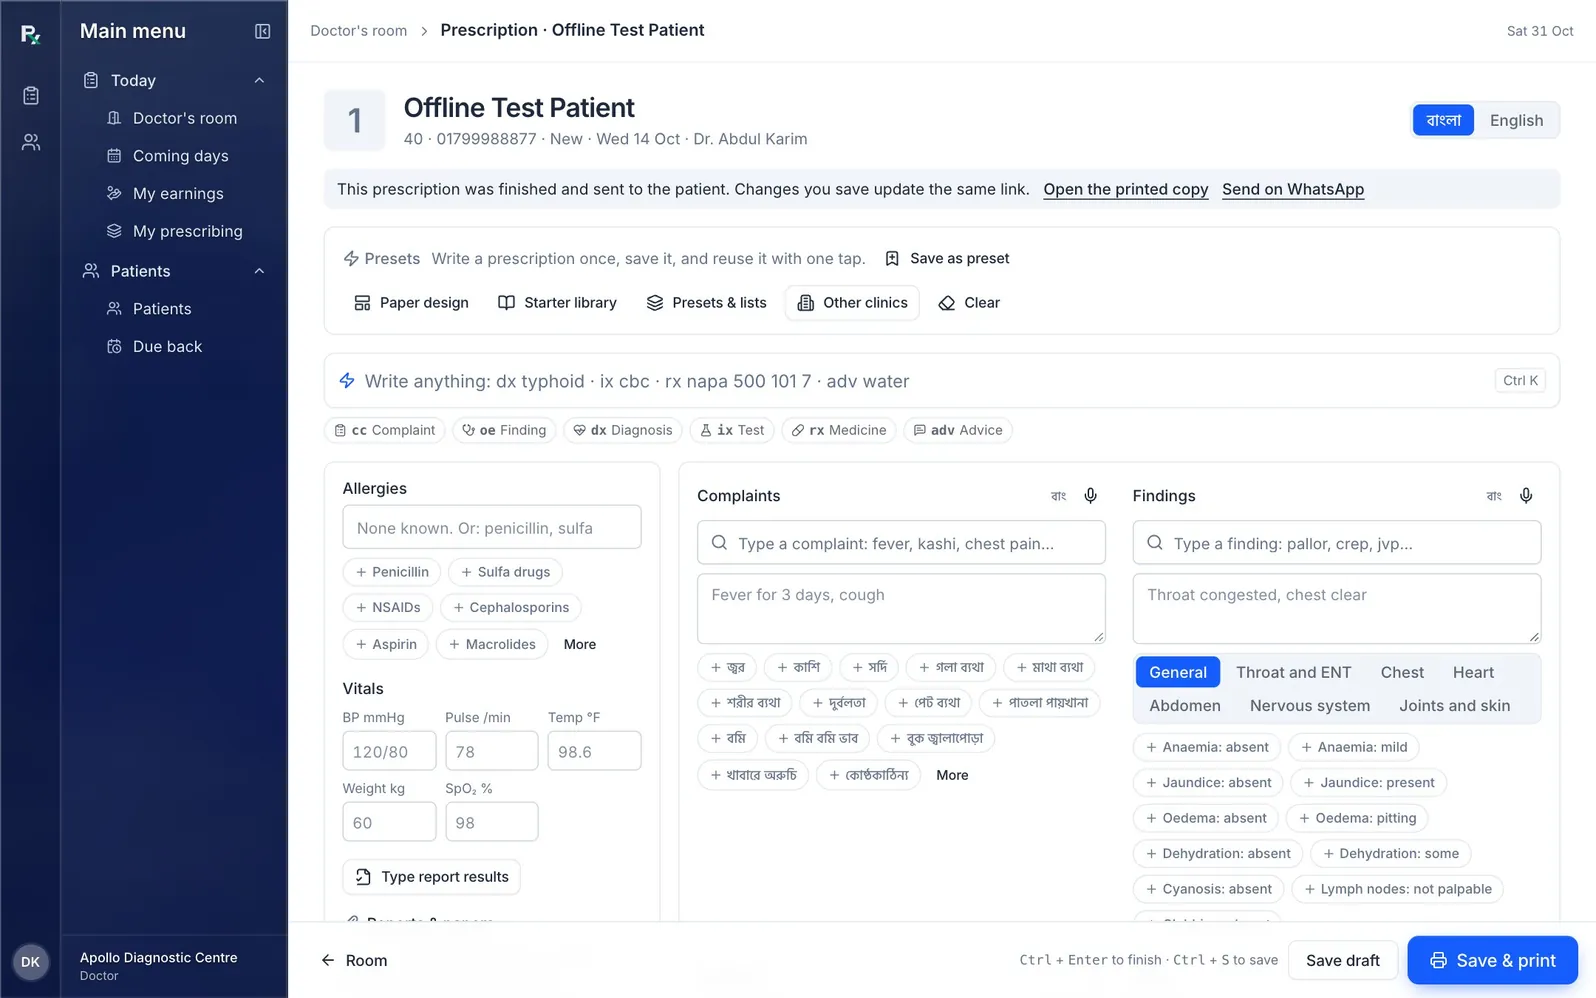 Rx
Main menu
Today
Doctor's room
Coming days
My earnings
My prescribing
Patients
Patients
Due back
DK
Apollo Diagnostic Centre
Doctor
Doctor's room > Prescription · Offline Test Patient
Sat 31 Oct
1
Offline Test Patient
40 · 01799988877 · New · Wed 14 Oct · Dr. Abdul Karim
বাংলা English
This prescription was finished and sent to the patient. Changes you save update the same link. Open the printed copy Send on WhatsApp
Presets Write a prescription once, save it, and reuse it with one tap. Save as preset
Paper design Starter library Presets & lists Other clinics Clear
Write anything: dx typhoid · ix cbc · rx napa 500 101 7 · adv water
Ctrl K
cc Complaint oe Finding dx Diagnosis ix Test rx Medicine adv Advice
Allergies
None known. Or: penicillin, sulfa
+ Penicillin + Sulfa drugs
+ NSAIDs + Cephalosporins
+ Aspirin + Macrolides More
Vitals
BP mmHg Pulse /min Temp °F
120/80 78 98.6
Weight kg SpO₂ %
60 98
Type report results
Complaints বাং
Type a complaint: fever, kashi, chest pain...
Fever for 3 days, cough
+ জ্বর + কাশি + সর্দি + গলা ব্যথা + মাথা ব্যথা
+ শরীর ব্যথা + দুর্বলতা + পেট ব্যথা + পাতলা পায়খানা
+ বমি + বমি বমি ভাব + বুক জ্বালাপোড়া
+ খাবারে অরুচি + কোষ্ঠকাঠিন্য More
Findings বাং
Type a finding: pallor, crep, jvp...
Throat congested, chest clear
General Throat and ENT Chest Heart
Abdomen Nervous system Joints and skin
+ Anaemia: absent + Anaemia: mild
+ Jaundice: absent + Jaundice: present
+ Oedema: absent + Oedema: pitting
+ Dehydration: absent + Dehydration: some
+ Cyanosis: absent + Lymph nodes: not palpable
← Room
Ctrl + Enter to finish · Ctrl + S to save
Save draft
Save & print